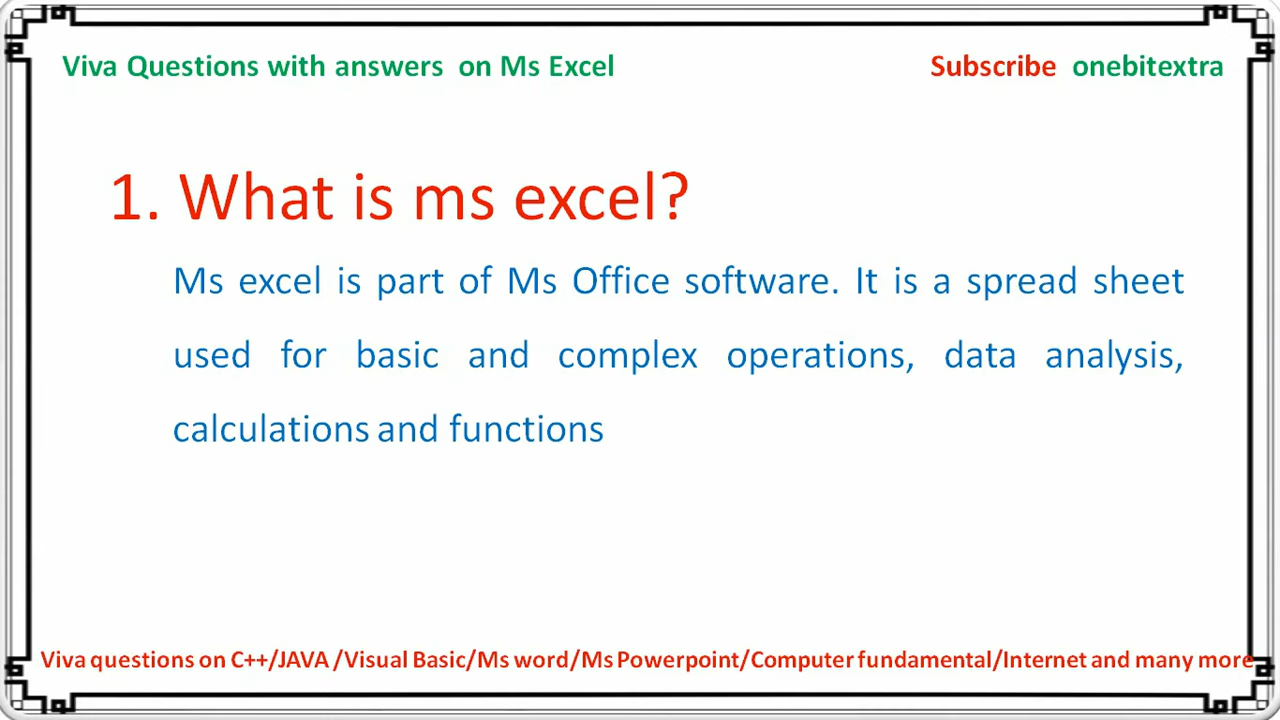 Viva Questions with answers on Ms Excel Subscribe onebitextra
1. What is ms excel?
Ms excel is part of Ms Office software. It is a spread sheet
used for basic and complex operations, data analysis,
calculations and functions
Viva questions on C++/JAVA /Visual Basic/Ms word/Ms Powerpoint/Computer fundamental/Internet and many more